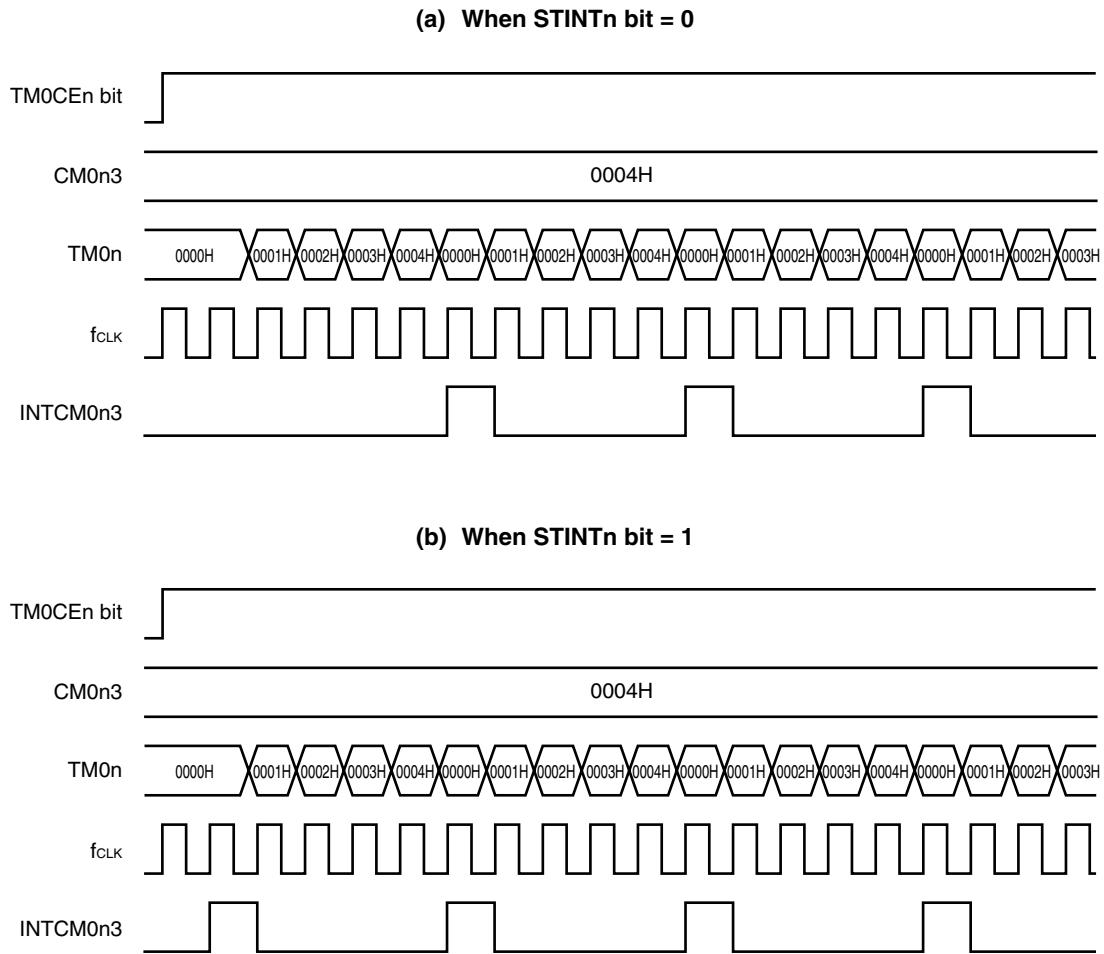 (a) When STINTn bit = 0
TM0CEn bit
CM0n3 0004H
TM0n 0000H 0001H 0002H 0003H 0004H 0000H 0001H 0002H 0003H 0004H 0000H 0001H 0002H 0003H 0004H 0000H 0001H 0002H 0003H
fCLK
INTCM0n3
(b) When STINTn bit = 1
TM0CEn bit
CM0n3 0004H
TM0n 0000H 0001H 0002H 0003H 0004H 0000H 0001H 0002H 0003H 0004H 0000H 0001H 0002H 0003H 0004H 0000H 0001H 0002H 0003H
fCLK
INTCM0n3